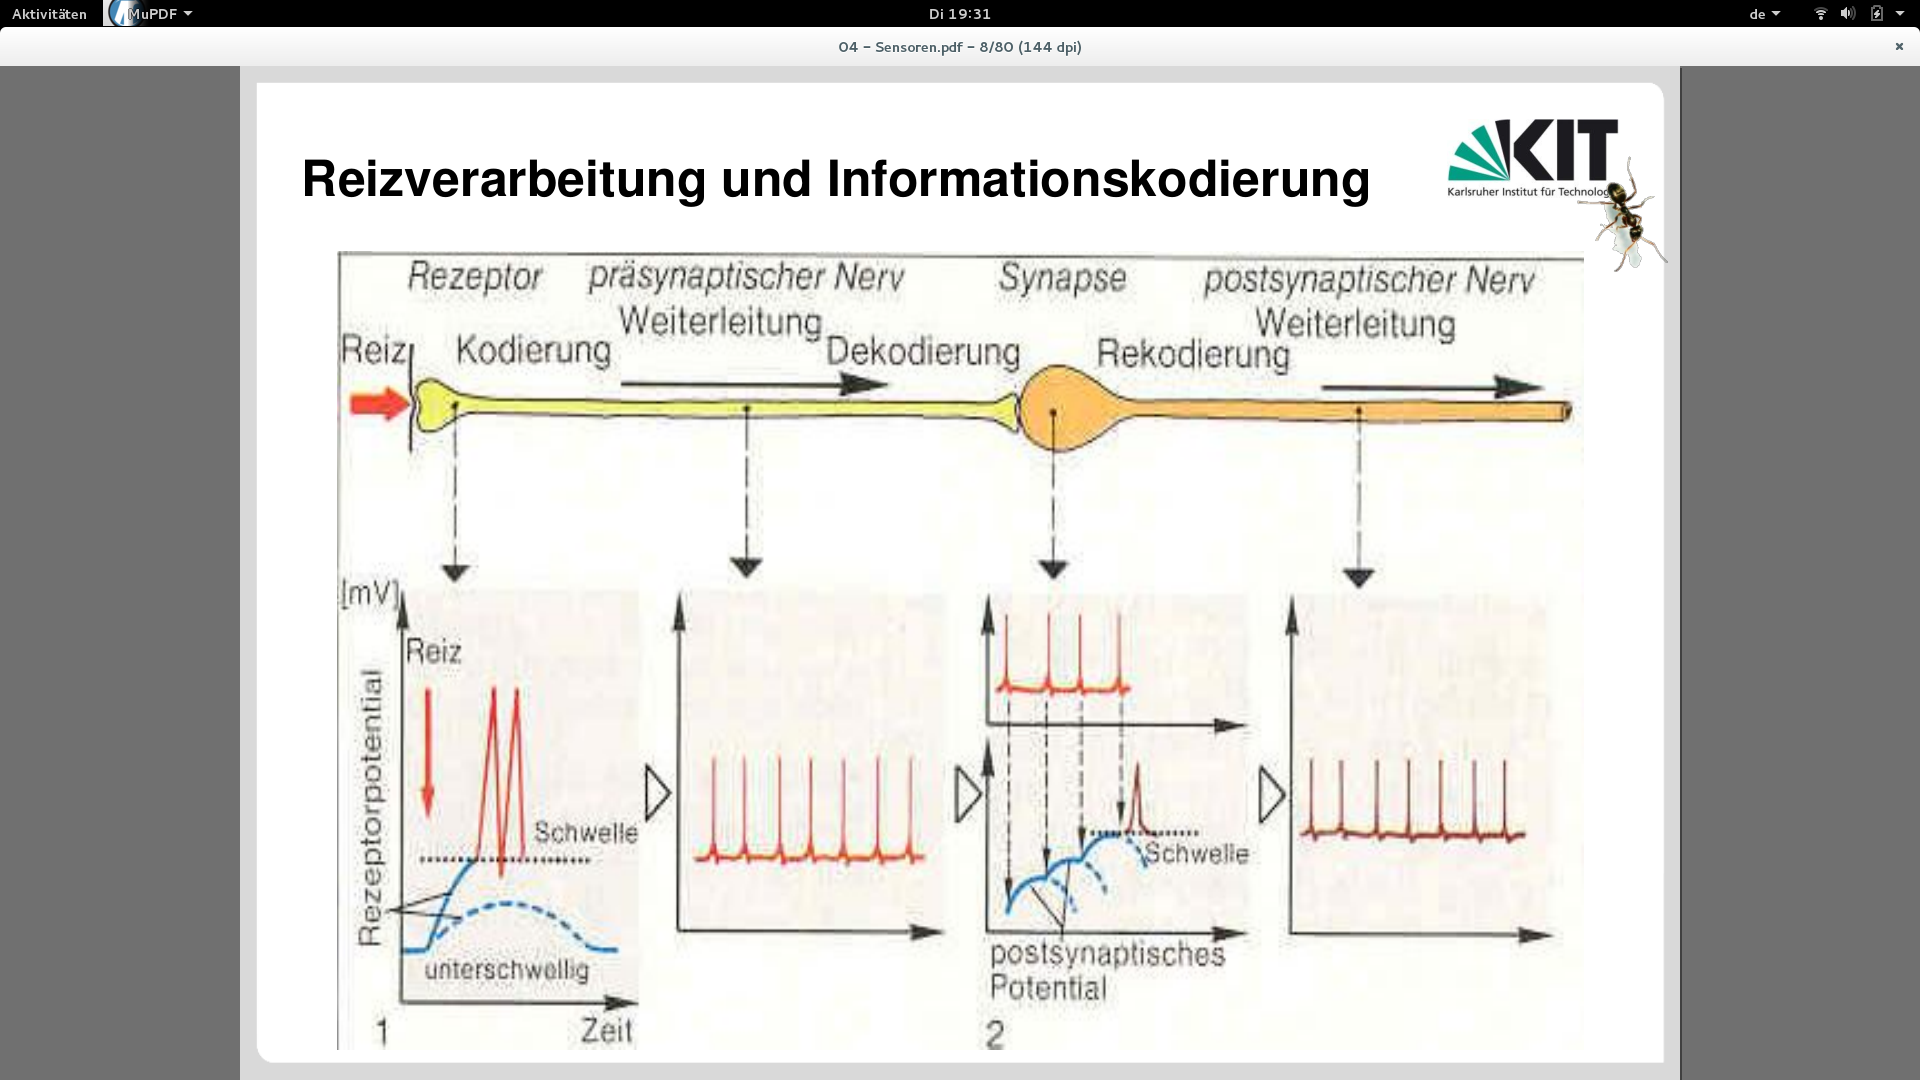 Aktivitäten MuPDF Di 19:31 de
04 – Sensoren.pdf – 8/80 (144 dpi)
Reizverarbeitung und Informationskodierung
KIT
Karlsruher Institut für Technolog
Rezeptor präsynaptischer Nerv Synapse postsynaptischer Nerv
Weiterleitung Weiterleitung
Reiz Kodierung Dekodierung Rekodierung
[mV]
Reiz
Rezeptorpotential
Schwelle
unterschwellig
Zeit
1
Schwelle
postsynaptisches
Potential
2